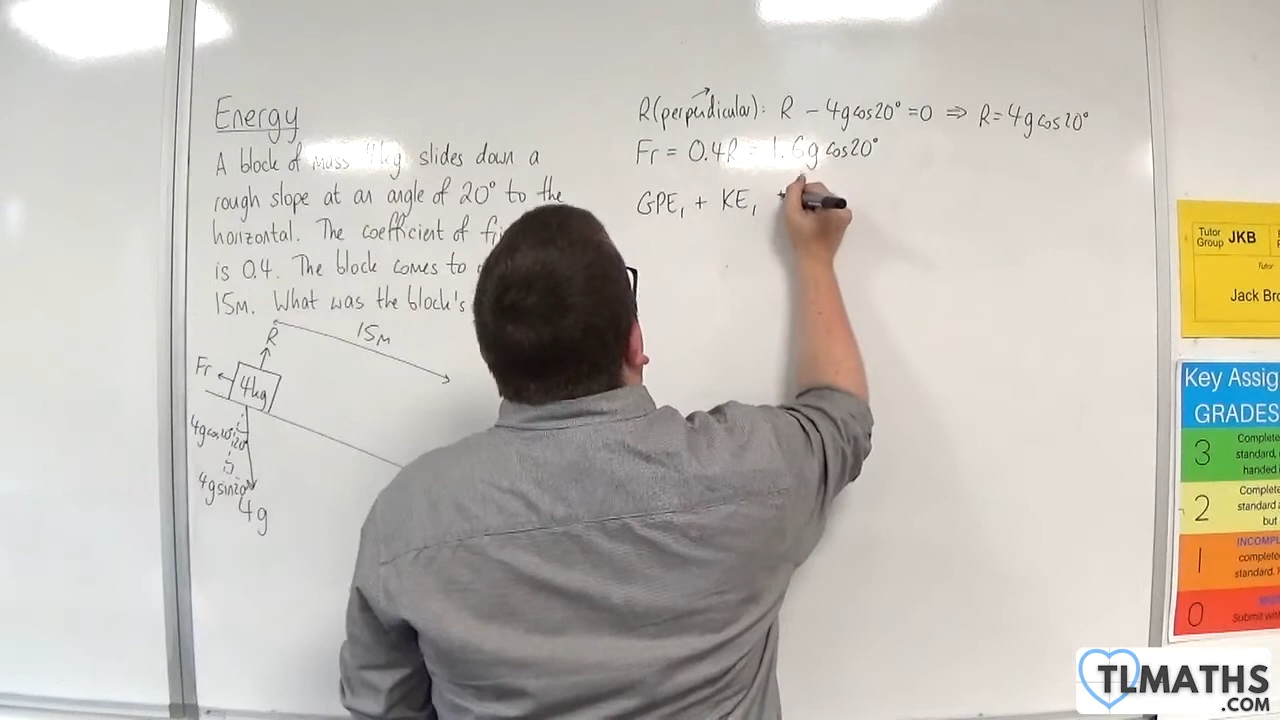 Energy
A block of mass 4kg slides down a
rough slope at an angle of 20° to the
horizontal. The coefficient of
is 0.4. The block comes to
15m. What was the block's
R
15m
Fr
4kg
4gcos20
4gsin20
4g
R(perpendicular): R - 4gcos20° = 0 ⇒ R = 4gcos20°
Fr = 0.4R = 1.6gcos20°
GPE₁ + KE₁
Tutor
Group JKB
Tutor
Jack Bro
Key Assig
GRADES
3 Complete
standard,
handed
2 Complete
standard a
but
1 INCOMPL
complete
standard.
0
Submit with
TLMATHS
.COM